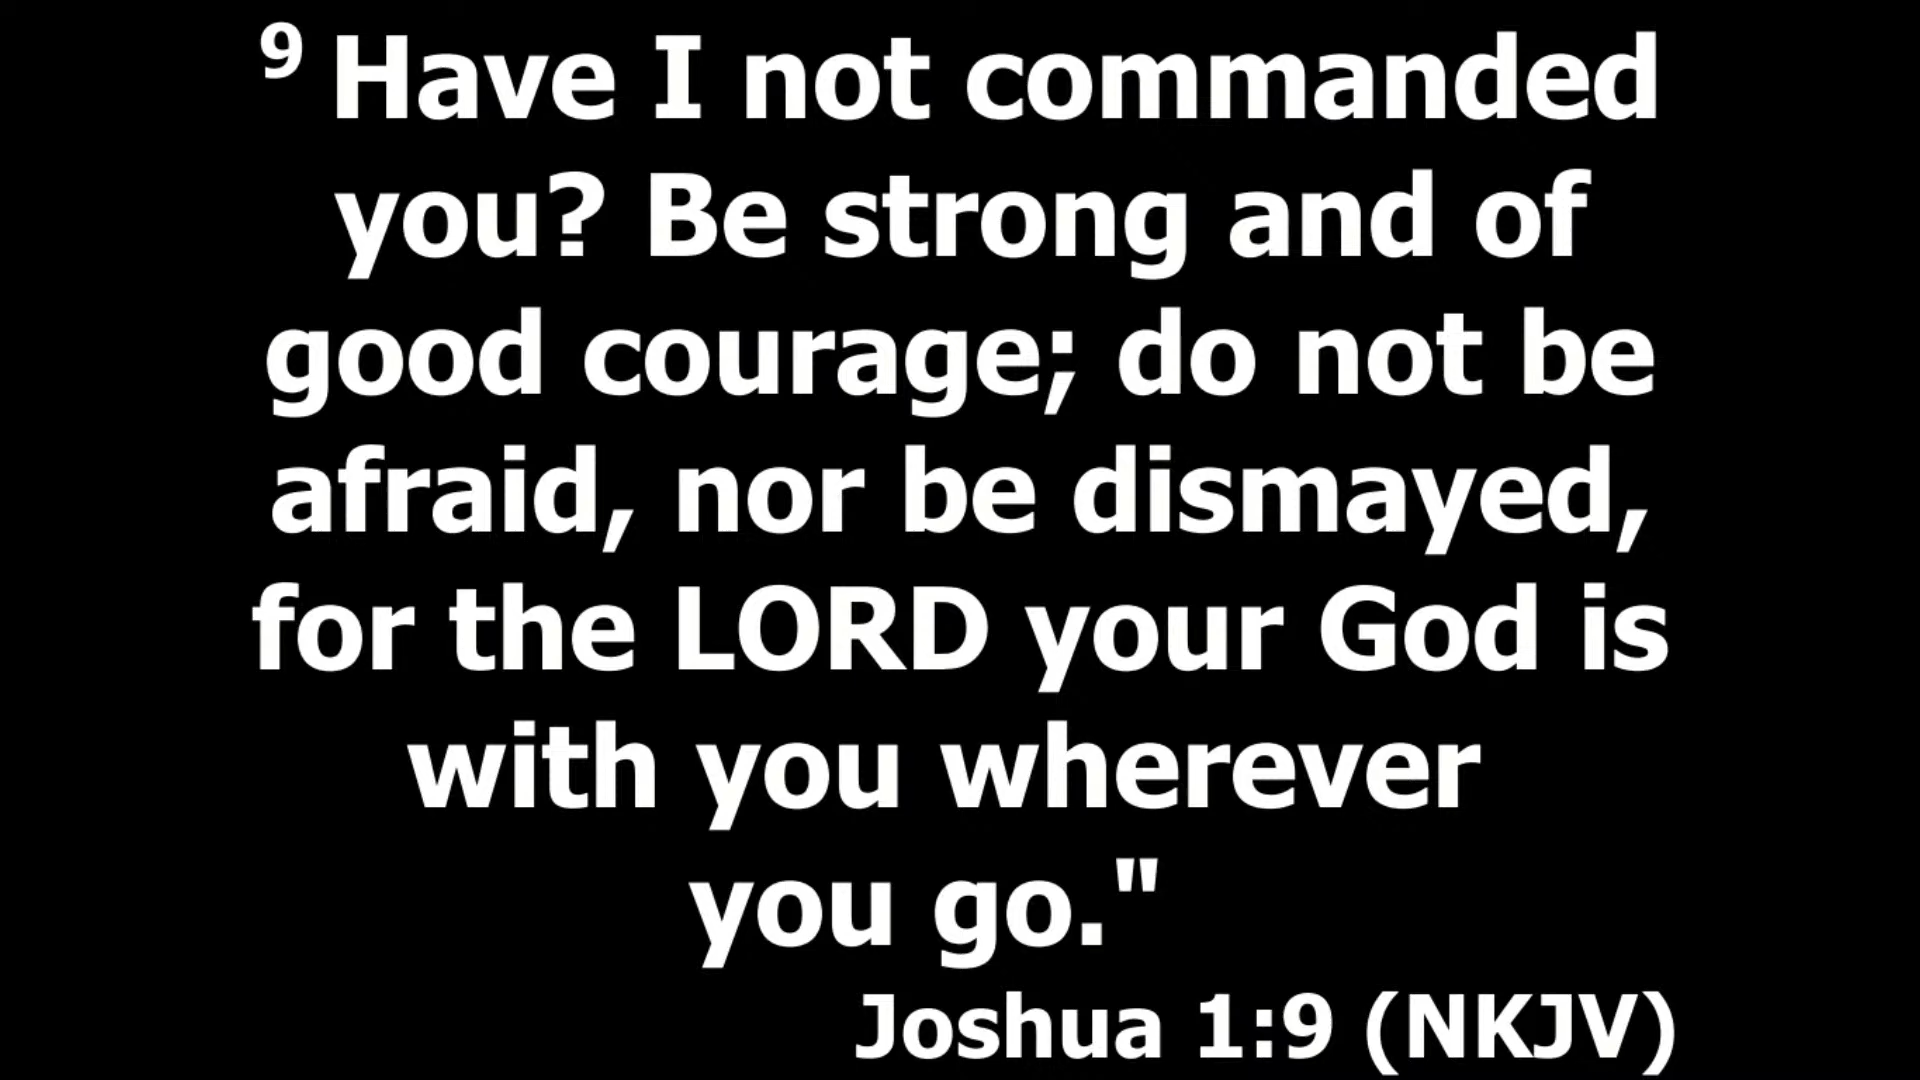 9 Have I not commanded
you? Be strong and of
good courage; do not be
afraid, nor be dismayed,
for the LORD your God is
with you wherever
you go."
Joshua 1:9 (NKJV)